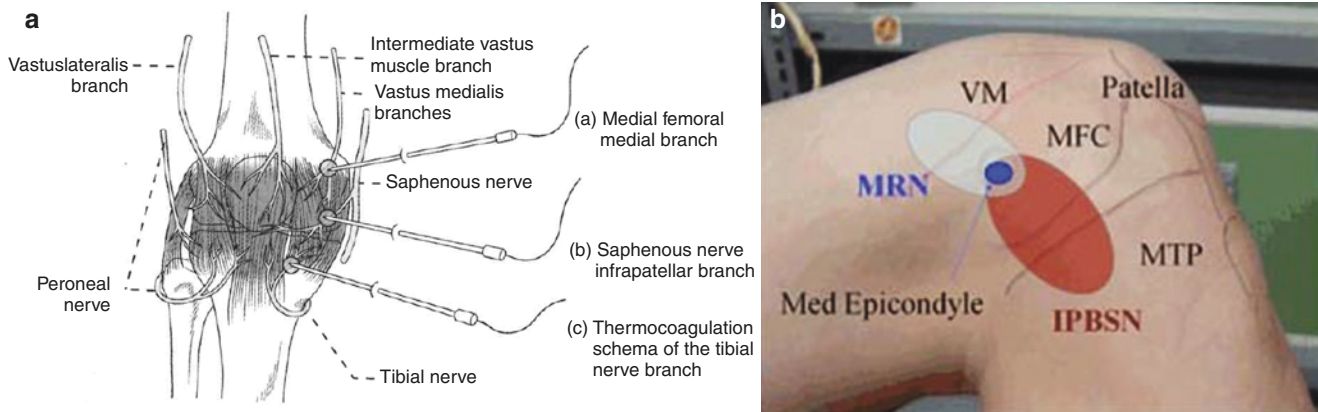 a
Vastuslateralis
branch
Intermediate vastus
muscle branch
Vastus medialis
branches
(a) Medial femoral
medial branch
Saphenous nerve
(b) Saphenous nerve
infrapatellar branch
Peroneal
nerve
(c) Thermocoagulation
schema of the tibial
nerve branch
Tibial nerve
b
VM
Patella
MFC
MRN
MTP
Med Epicondyle
IPBSN